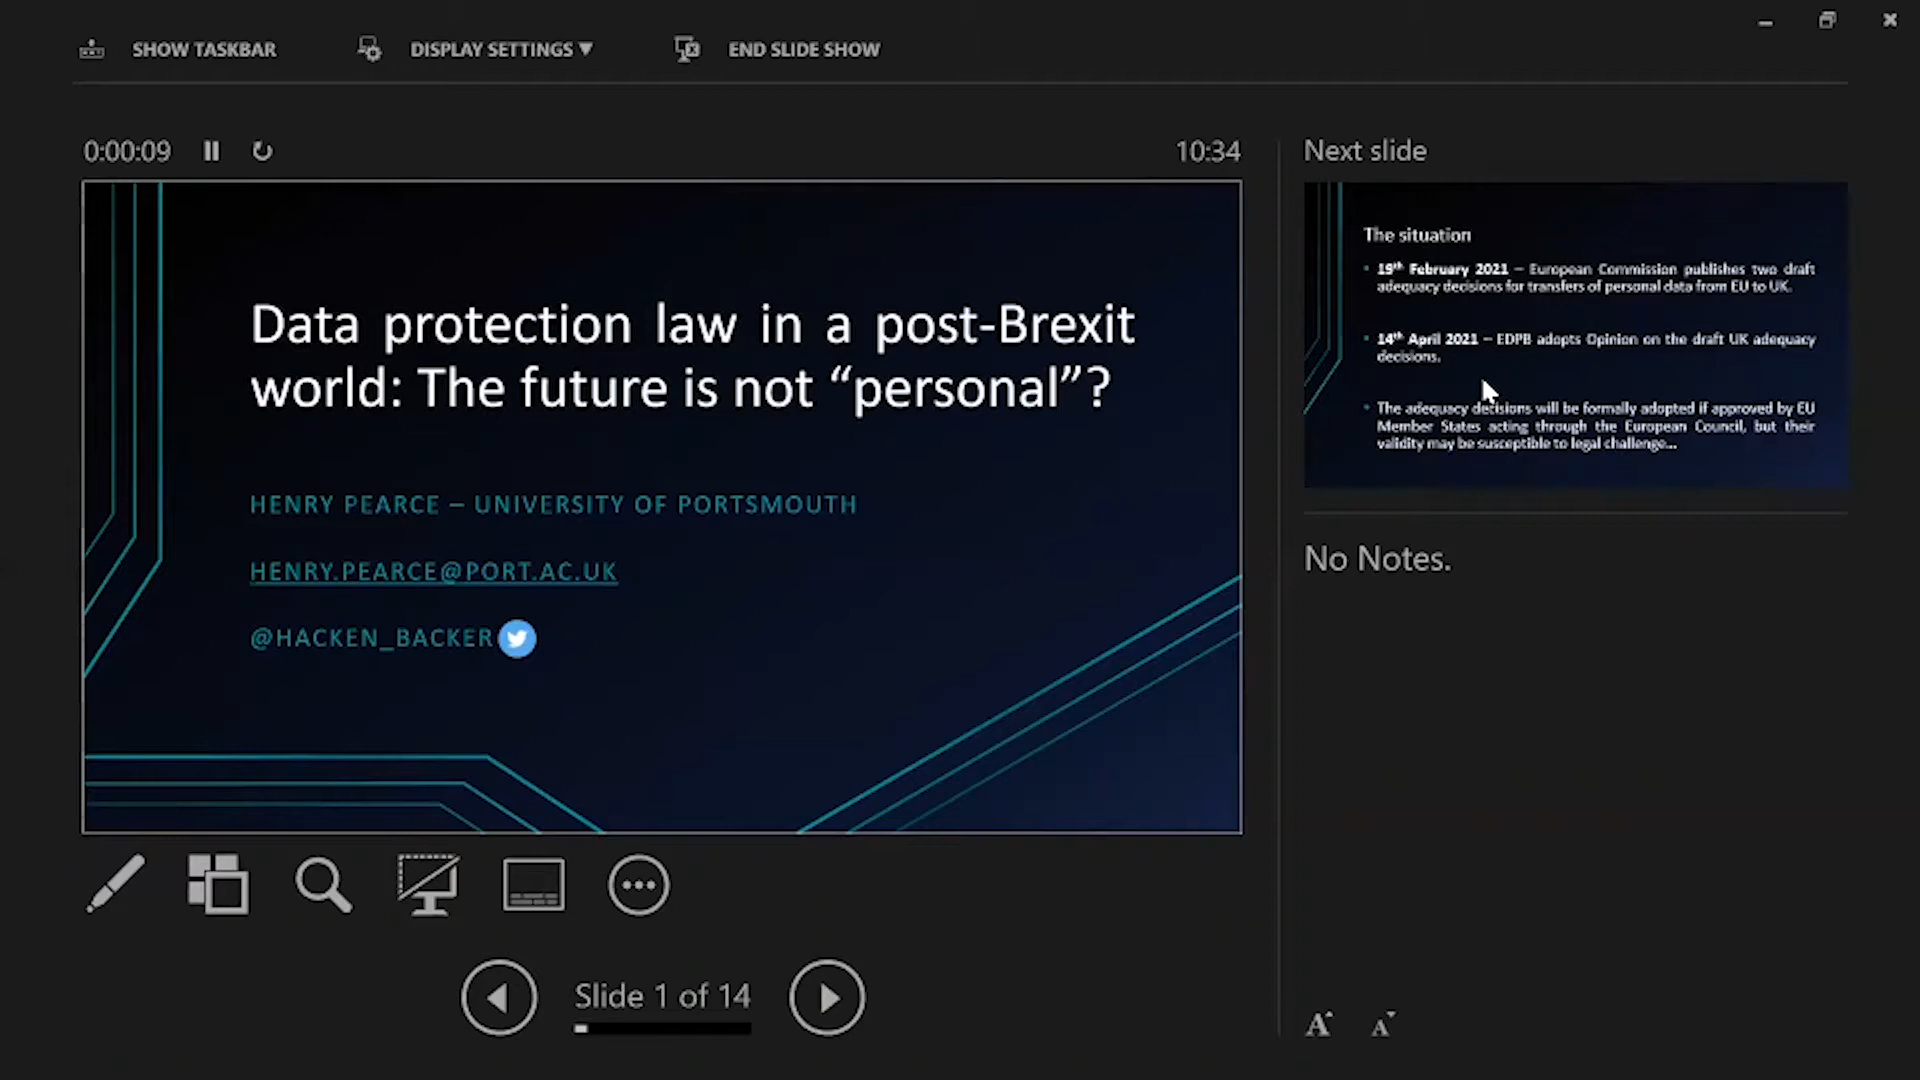 SHOW TASKBAR
DISPLAY SETTINGS ▼
END SLIDE SHOW
0:00:09
10:34
Data protection law in a post-Brexit
world: The future is not “personal”?
HENRY PEARCE – UNIVERSITY OF PORTSMOUTH
HENRY.PEARCE@PORT.AC.UK
@HACKEN_BACKER
Slide 1 of 14
Next slide
The situation
• 19th February 2021 – European Commission publishes two draft
adequacy decisions for transfers of personal data from EU to UK.
• 14th April 2021 – EDPB adopts Opinion on the draft UK adequacy
decisions.
• The adequacy decisions will be formally adopted if approved by EU
Member States acting through the European Council, but their
validity may be susceptible to legal challenge...
No Notes.
A A